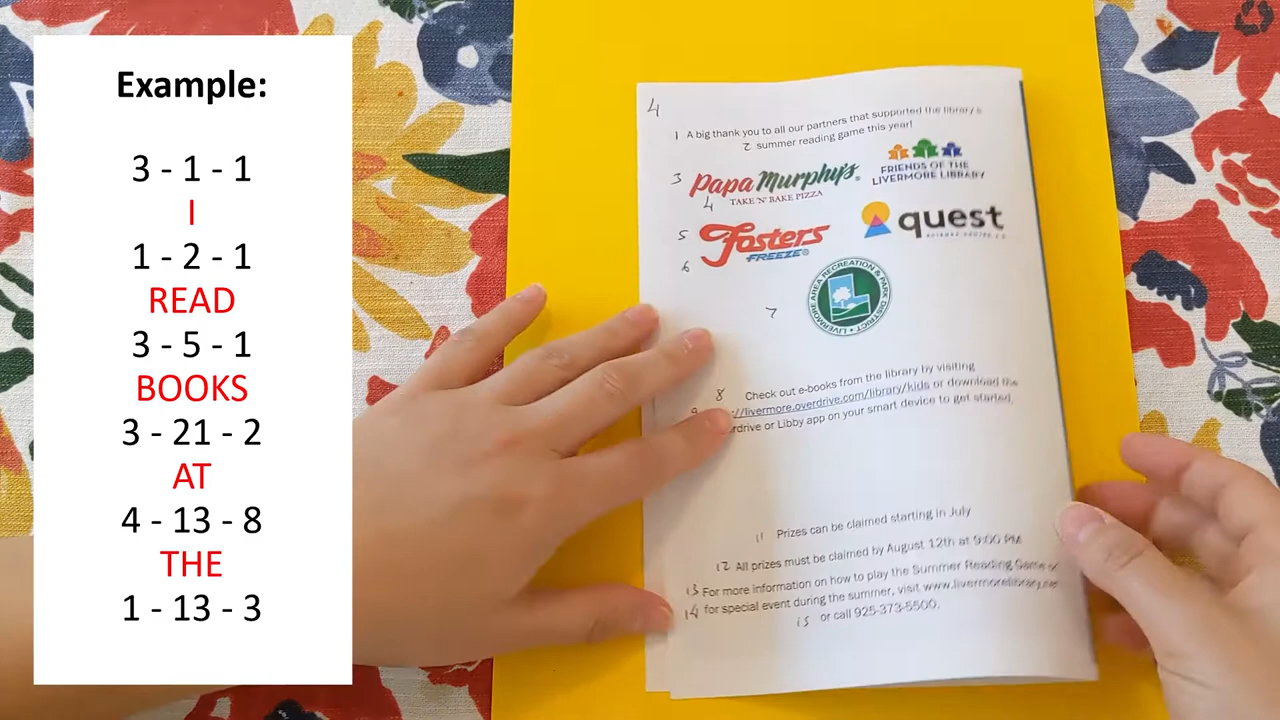 Example:
3 - 1 - 1
I
1 - 2 - 1
READ
3 - 5 - 1
BOOKS
3 - 21 - 2
AT
4 - 13 - 8
THE
1 - 13 - 3
4
1 A big thank you to all our partners that supported the library's
2 summer reading game this year!
3 Papa Murphy's
4 TAKE 'N' BAKE PIZZA
FRIENDS OF THE
LIVERMORE LIBRARY
5 Fosters
6 FREEZE
quest
7
LIVERMORE AREA RECREATION & PARK DISTRICT
8 Check out e-books from the library by visiting
9 ://livermore.overdrive.com/library/kids or download the
rdrive or Libby app on your smart device to get started.
11 Prizes can be claimed starting in July
12 All prizes must be claimed by August 12th at 9:00 PM
13 For more information on how to play the Summer Reading Game or
14 for special event during the summer, visit www.livermorelibrary.net
15 or call 925-373-5500.